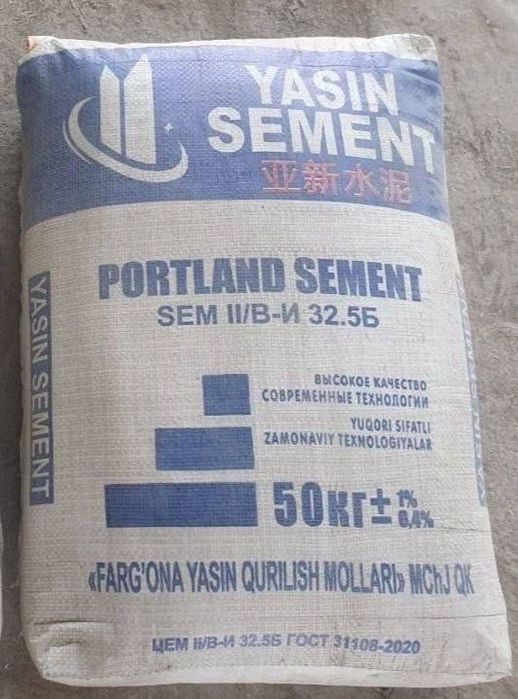 YASIN
SEMENT
亚新水泥
PORTLAND SEMENT
SEM II/В-И 32.5Б
ВЫСОКОЕ КАЧЕСТВО
СОВРЕМЕННЫЕ ТЕХНОЛОГИИ
YUQORI SIFATLI
ZAMONAVIY TEXNOLOGIYALAR
50кг± 1%
0,4%
«FARG'ONA YASIN QURILISH MOLLARI» MChJ QK
ЦЕМ II/В-И 32.5Б ГОСТ 31108-2020
YASIN SEMENT